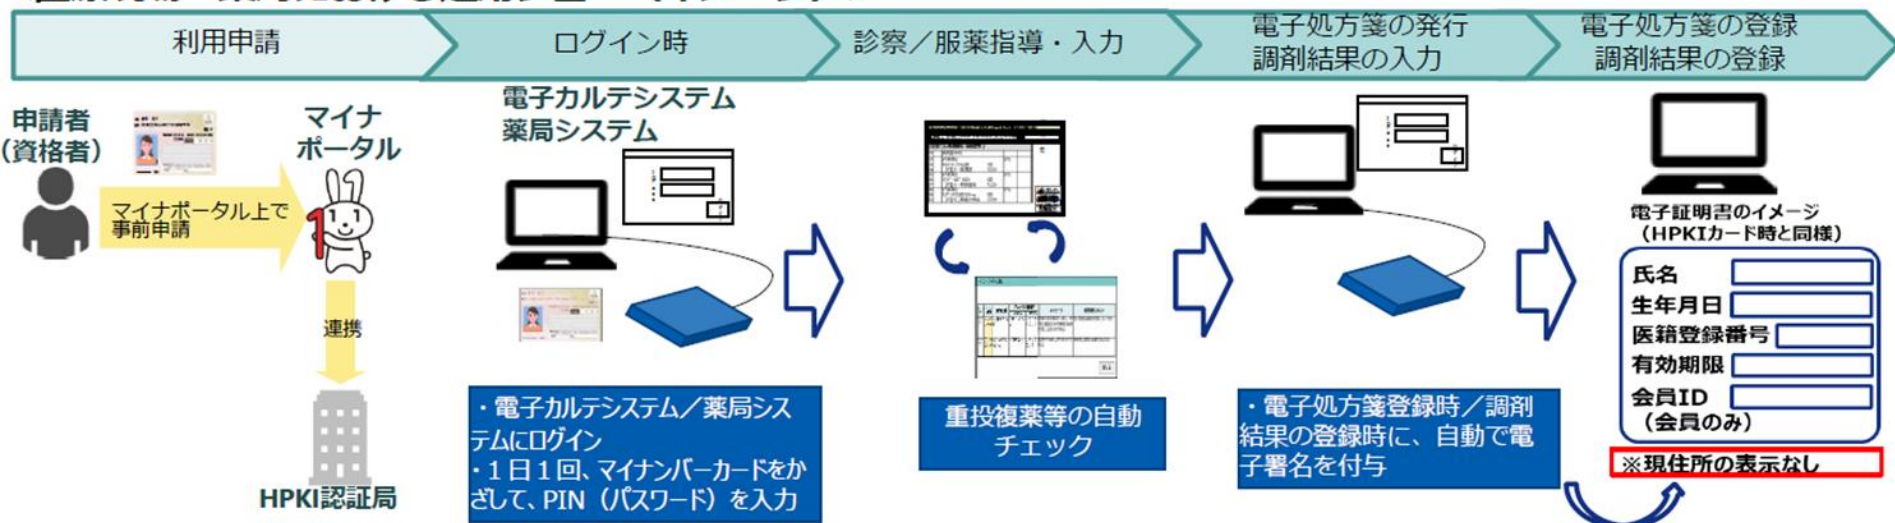 利用申請
ログイン時
診察／服薬指導・入力
電子処方箋の発行
調剤結果の入力
電子処方箋の登録
調剤結果の登録
申請者
(資格者)
マイナ
ポータル
マイナポータル上で
事前申請
連携
HPKI認証局
電子カルテシステム
薬局システム
・電子カルテシステム／薬局シス
テムにログイン
・１日１回、マイナンバーカードをか
ざして、PIN（パスワード）を入力
重投複薬等の自動
チェック
・電子処方箋登録時／調剤
結果の登録時に、自動で電
子署名を付与
電子証明書のイメージ
（HPKIカード時と同様）
氏名
生年月日
医籍登録番号
有効期限
会員ID
（会員のみ）
※現住所の表示なし